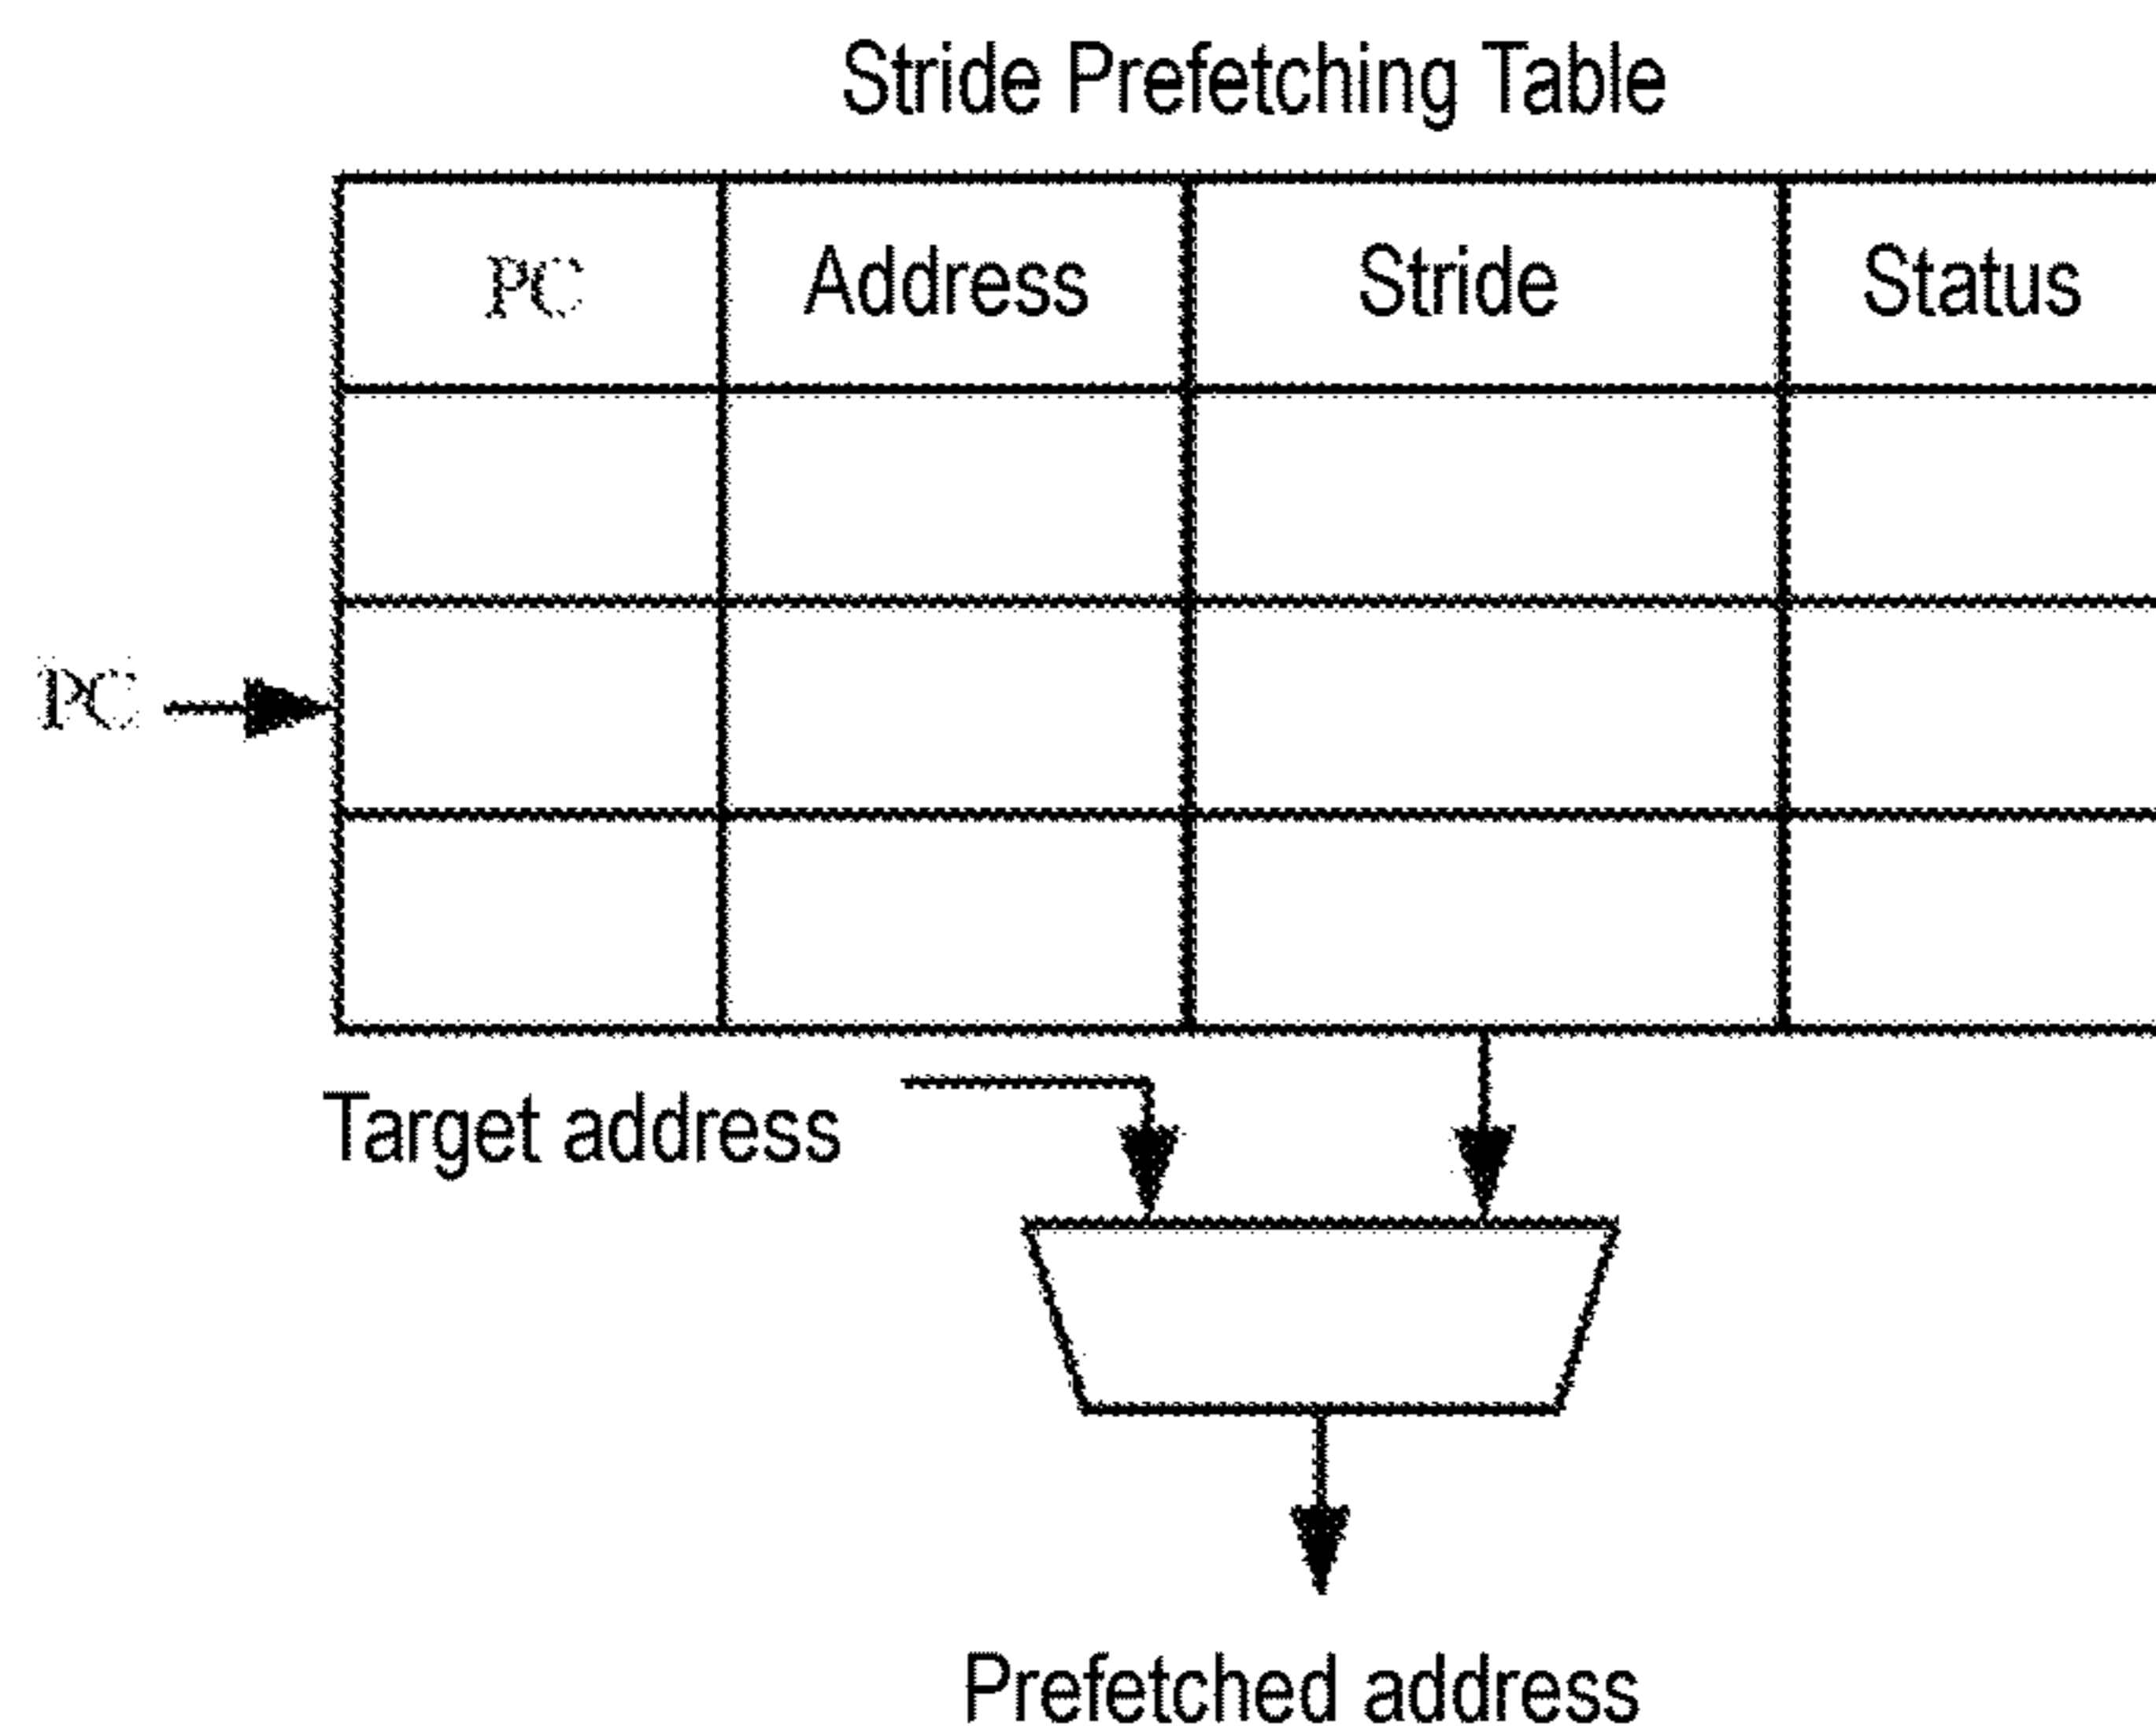 Stride Prefetching Table
PC Address Stride Status
PC
Target address
Prefetched address